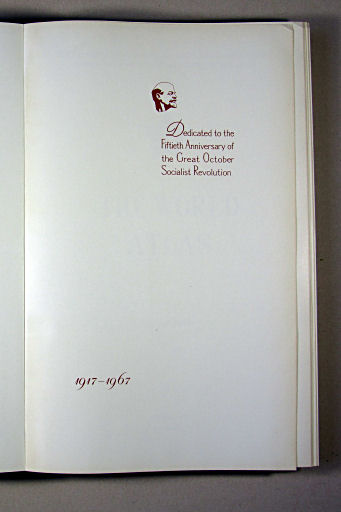 Dedicated to the
Fiftieth Anniversary of
the Great October
Socialist Revolution
1917–1967